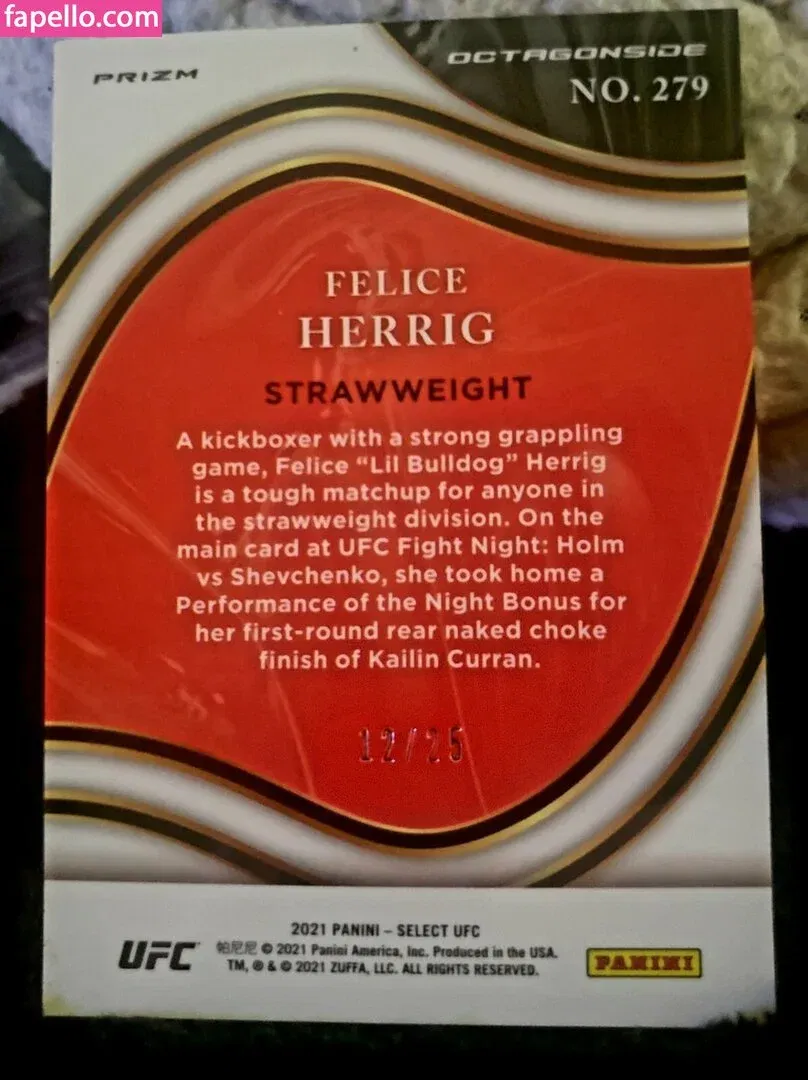 fapello.com
PRIZM
OCTAGONSIDE
NO. 279
FELICE
HERRIG
STRAWWEIGHT
A kickboxer with a strong grappling
game, Felice “Lil Bulldog” Herrig
is a tough matchup for anyone in
the strawweight division. On the
main card at UFC Fight Night: Holm
vs Shevchenko, she took home a
Performance of the Night Bonus for
her first-round rear naked choke
finish of Kailin Curran.
12/25
2021 PANINI – SELECT UFC
帕尼尼 © 2021 Panini America, Inc. Produced in the USA.
TM, ® & © 2021 ZUFFA, LLC. ALL RIGHTS RESERVED.
UFC
PANINI